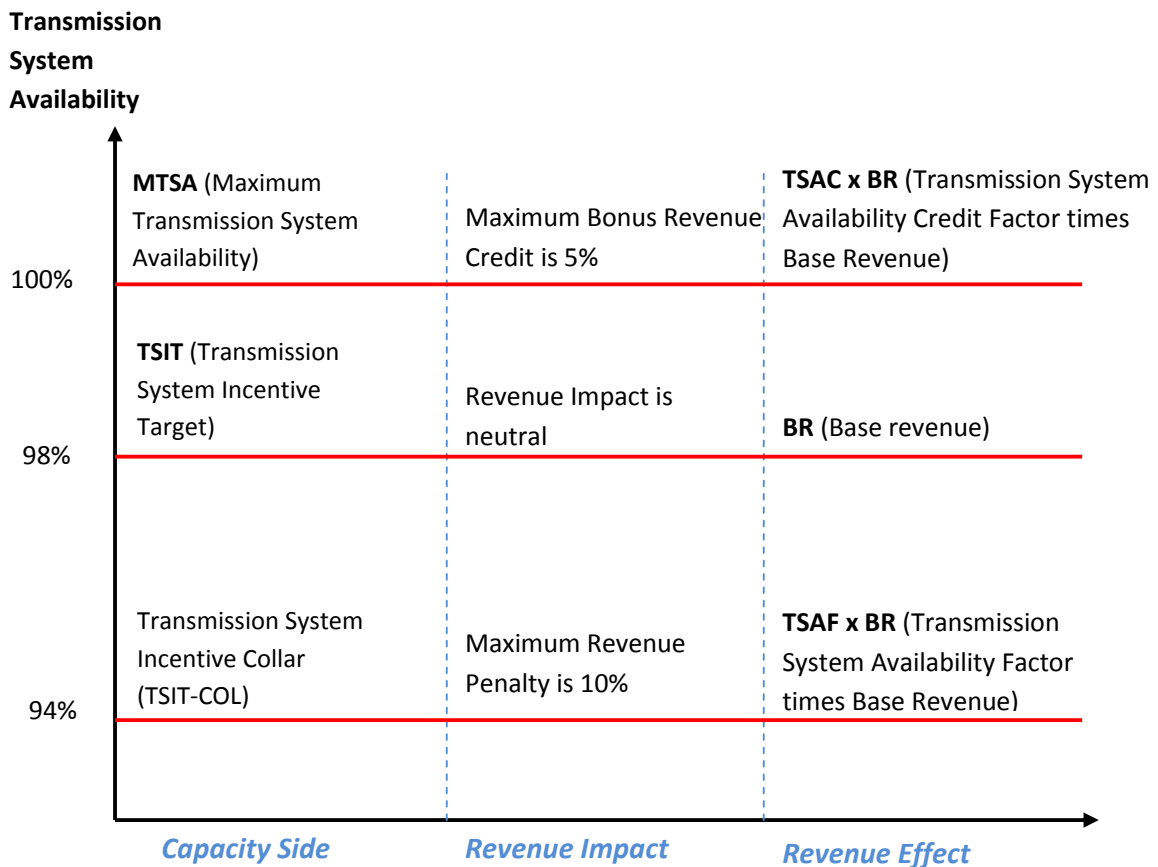 Transmission
System
Availability
MTSA (Maximum
Transmission System
Availability)
Maximum Bonus Revenue
Credit is 5%
TSAC x BR (Transmission System
Availability Credit Factor times
Base Revenue)
100%
TSIT (Transmission
System Incentive
Target)
Revenue Impact is
neutral
BR (Base revenue)
98%
Transmission System
Incentive Collar
(TSIT-COL)
Maximum Revenue
Penalty is 10%
TSAF x BR (Transmission
System Availability Factor
times Base Revenue)
94%
Capacity Side
Revenue Impact
Revenue Effect